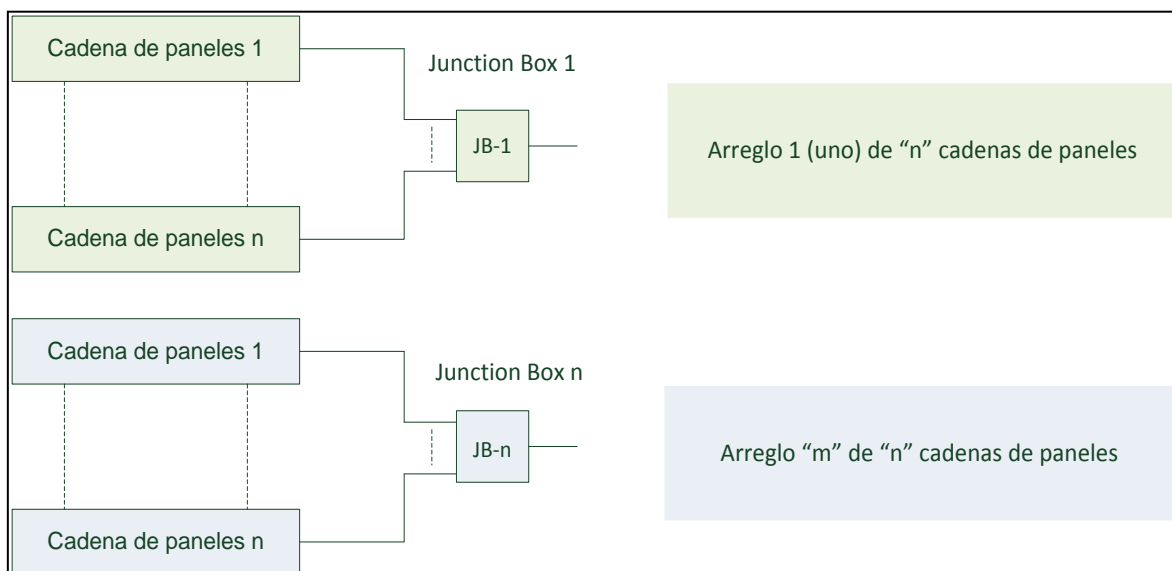 Cadena de paneles 1
Junction Box 1
JB-1
Arreglo 1 (uno) de “n” cadenas de paneles
Cadena de paneles n
Cadena de paneles 1
Junction Box n
JB-n
Arreglo “m” de “n” cadenas de paneles
Cadena de paneles n